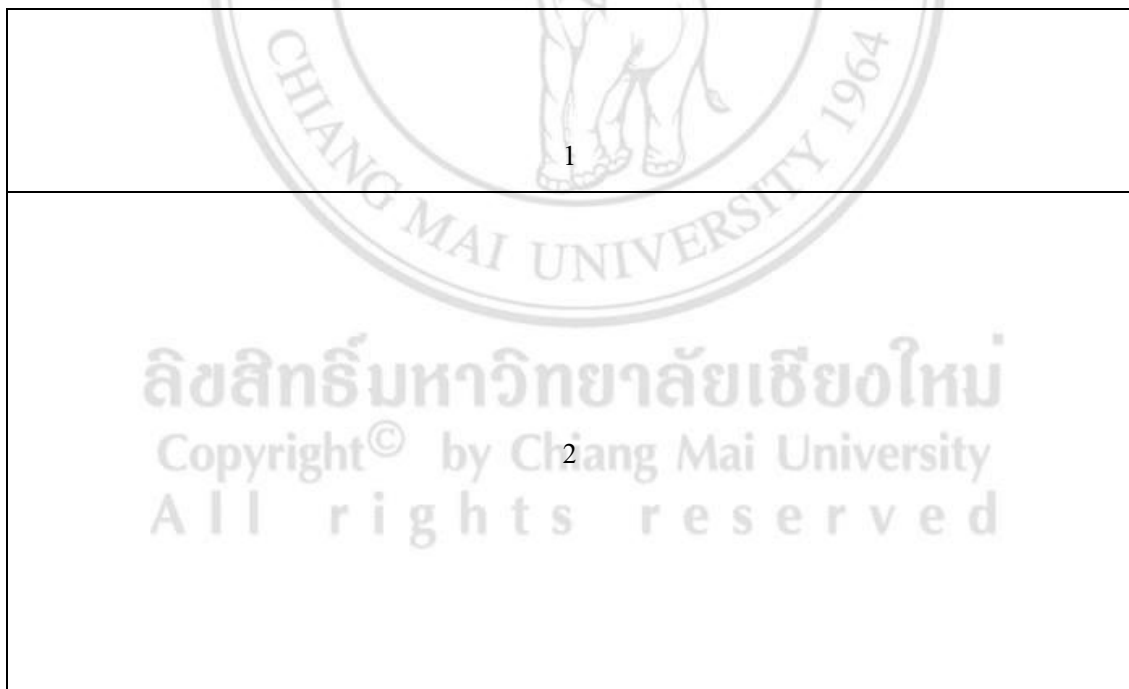 CHIANG MAI UNIVERSITY 1964
1
ลิขสิทธิ์มหาวิทยาลัยเชียงใหม่
Copyright© by Chiang Mai University
2
All rights reserved